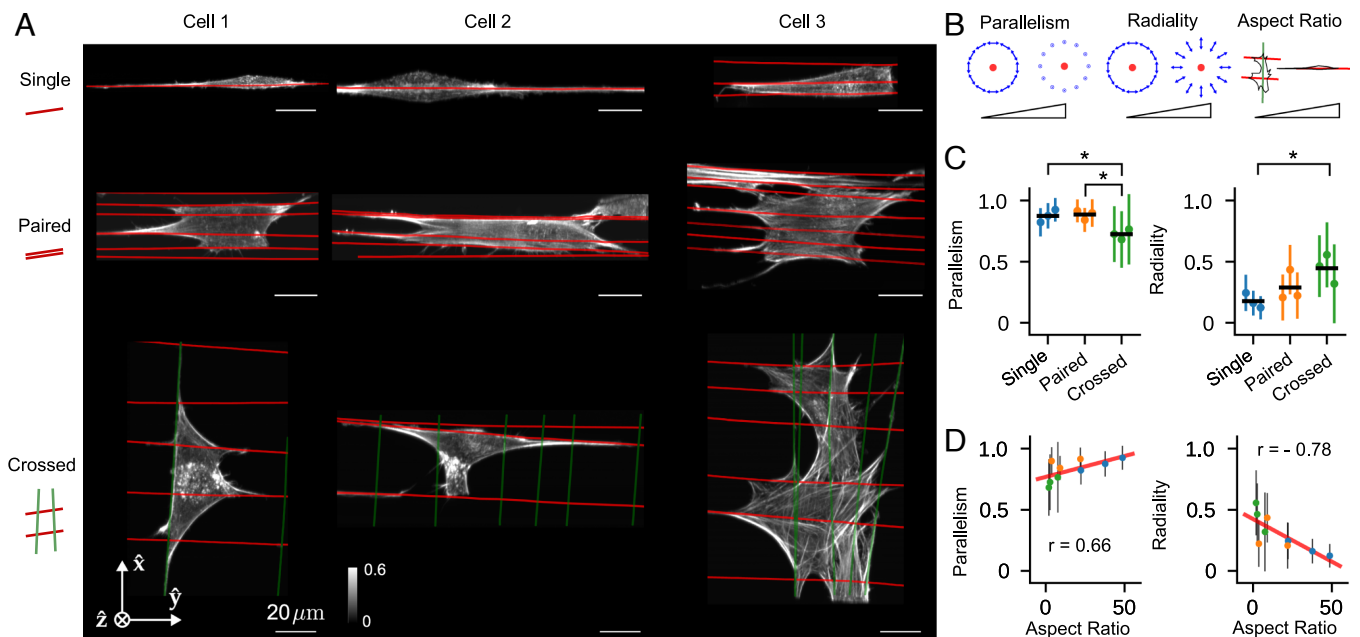 A
Cell 1
Cell 2
Cell 3
Single
Paired
Crossed
x̂
ŷ
ẑ
0.6
0
20 μm
B
Parallelism
Radiality
Aspect Ratio
C
*
*
Parallelism
1.0
0.5
0
Single
Paired
Crossed
*
Radiality
1.0
0.5
0
Single
Paired
Crossed
D
Parallelism
1.0
0.5
0
r = 0.66
0
50
Aspect Ratio
Radiality
1.0
0.5
0
r = - 0.78
0
50
Aspect Ratio